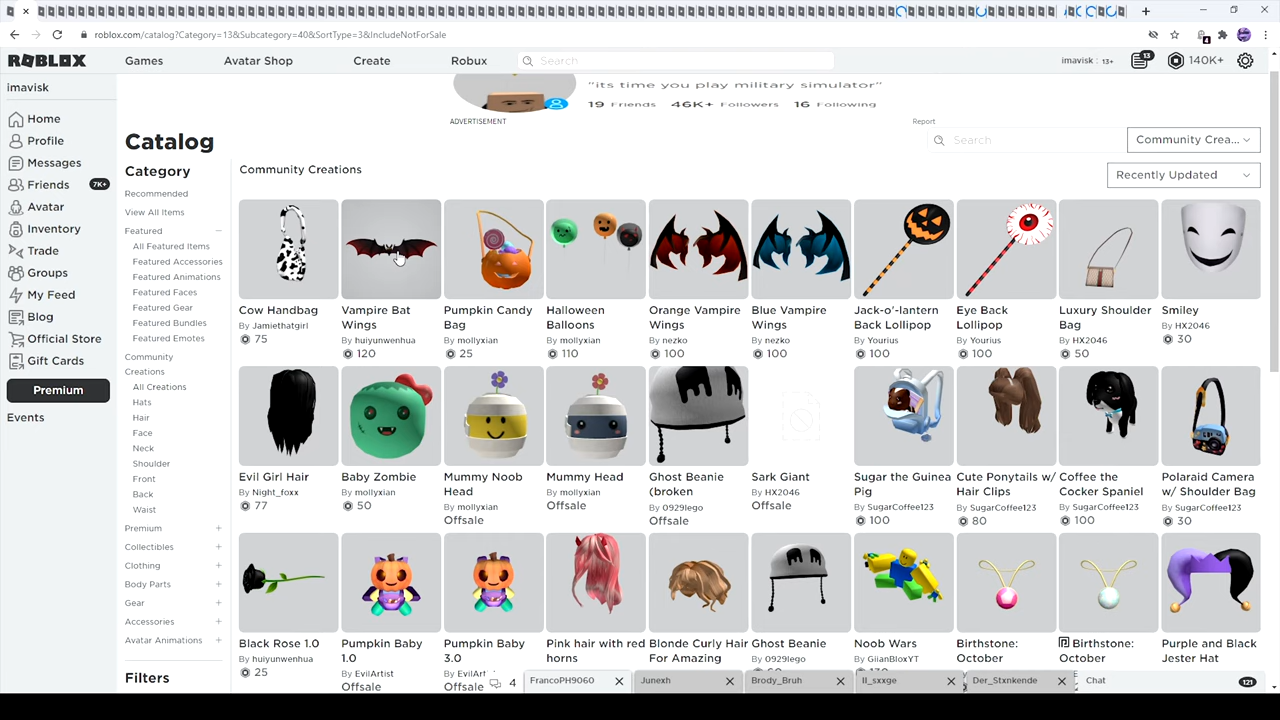 roblox.com/catalog?Category=13&Subcategory=40&SortType=3&IncludeNotForSale
4
ROBLOX
Games
Avatar Shop
Create
Robux
Search
imavisk : 13+
33
140K+
imavisk
Home
Profile
Messages
Friends
7K+
Avatar
Inventory
Trade
Groups
My Feed
Blog
Official Store
Gift Cards
Premium
Events
"its time you play military simulator"
19 Friends 46K+ Followers 16 Following
ADVERTISEMENT
Report
Catalog
Search
Community Crea...
Category
Recommended
View All Items
Featured
All Featured Items
Featured Accessories
Featured Animations
Featured Faces
Featured Gear
Featured Bundles
Featured Emotes
Community
Creations
All Creations
Hats
Hair
Face
Neck
Shoulder
Front
Back
Waist
Premium +
Collectibles +
Clothing +
Body Parts +
Gear +
Accessories +
Avatar Animations +
Filters
Community Creations
Recently Updated
Cow Handbag
By Jamiethatgirl
75
Vampire Bat
Wings
By huiyunwenhua
120
Pumpkin Candy
Bag
By mollyxian
25
Halloween
Balloons
By mollyxian
110
Orange Vampire
Wings
By nezko
100
Blue Vampire
Wings
By nezko
100
Jack-o'-lantern
Back Lollipop
By Yourius
100
Eye Back
Lollipop
By Yourius
100
Luxury Shoulder
Bag
By HX2046
50
Smiley
By HX2046
30
Evil Girl Hair
By Night_foxx
77
Baby Zombie
By mollyxian
50
Mummy Noob
Head
By mollyxian
Offsale
Mummy Head
By mollyxian
Offsale
Ghost Beanie
(broken
By 0929lego
Offsale
Sark Giant
By HX2046
Offsale
Sugar the Guinea
Pig
By SugarCoffee123
100
Cute Ponytails w/
Hair Clips
By SugarCoffee123
80
Coffee the
Cocker Spaniel
By SugarCoffee123
100
Polaraid Camera
w/ Shoulder Bag
By SugarCoffee123
30
Black Rose 1.0
By huiyunwenhua
25
Pumpkin Baby
1.0
By EvilArtist
Offsale
Pumpkin Baby
3.0
By EvilArt
Offsale
Pink hair with red
horns
Blonde Curly Hair
For Amazing
Ghost Beanie
By 0929lego
Noob Wars
By GiianBloxYT
Birthstone:
October
Birthstone:
October
Purple and Black
Jester Hat
4
FrancoPH9060
Junexh
Brody_Bruh
II_sxxge
Der_Stxnkende
Chat
121